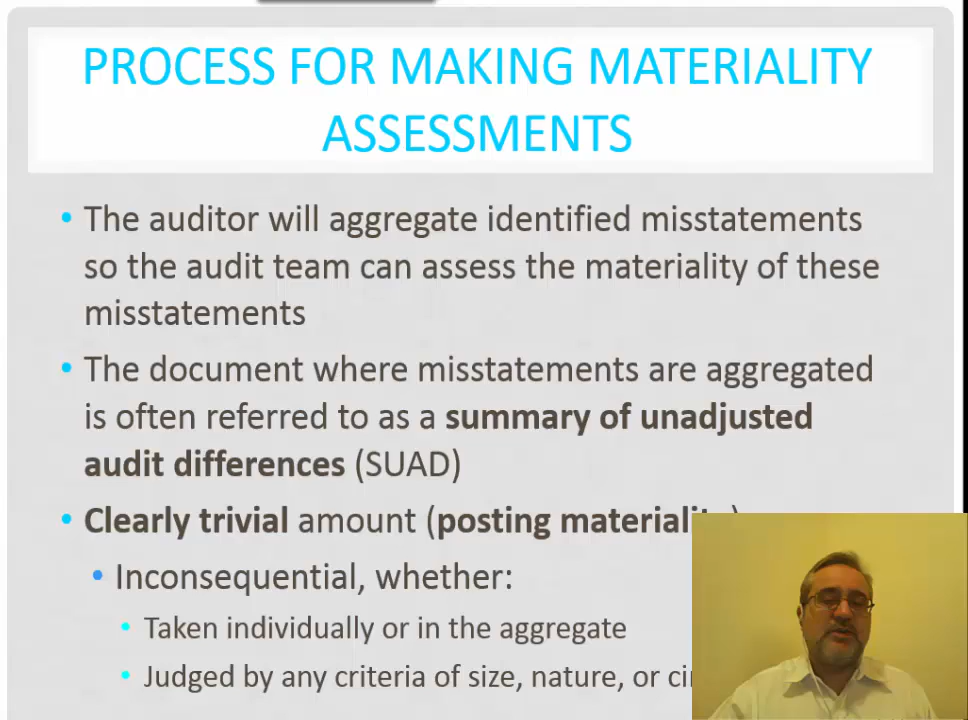 PROCESS FOR MAKING MATERIALITY
ASSESSMENTS
• The auditor will aggregate identified misstatements
so the audit team can assess the materiality of these
misstatements
• The document where misstatements are aggregated
is often referred to as a summary of unadjusted
audit differences (SUAD)
• Clearly trivial amount (posting
• Inconsequential, whether:
• Taken individually or in the aggregate
• Judged by any criteria of size, nature, or